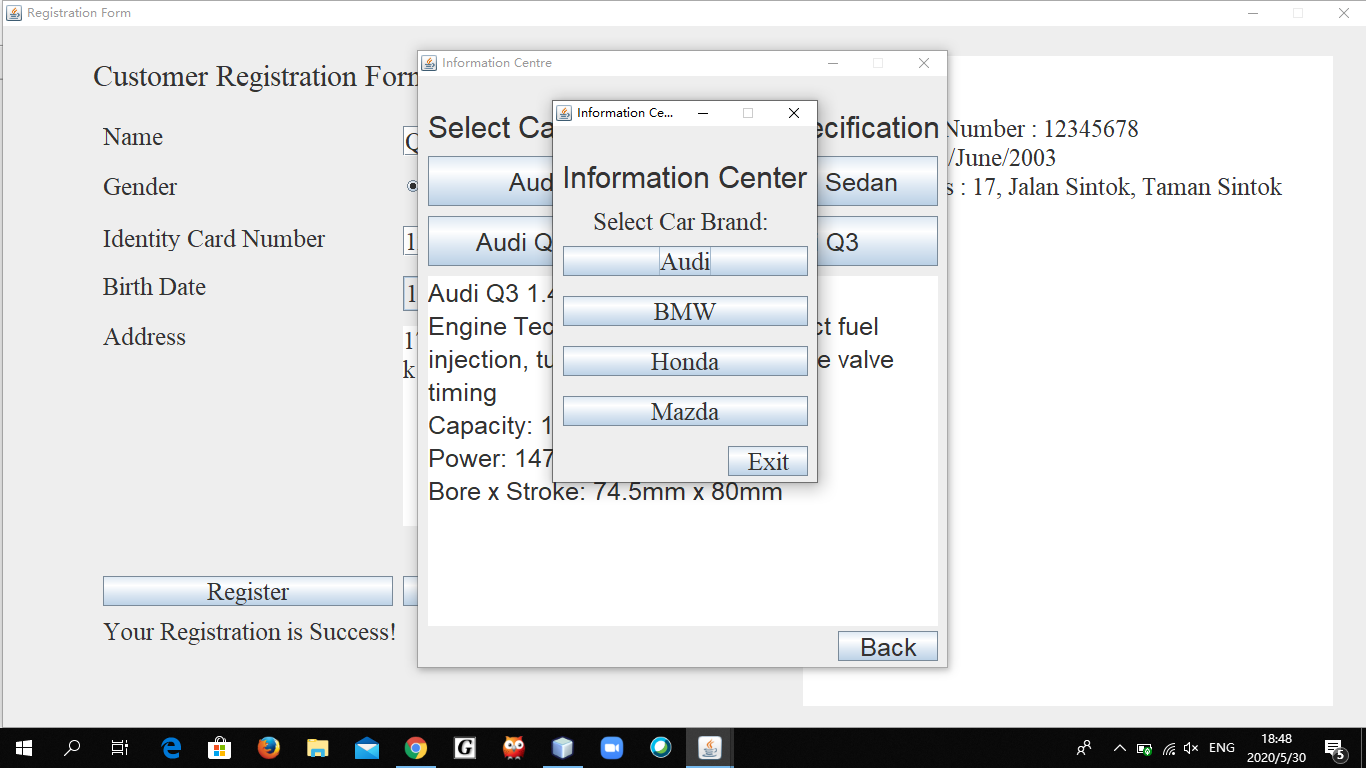 Registration Form
Customer Registration Form
Name
Gender
Identity Card Number
Birth Date
Address
Register
Your Registration is Success!
Information Centre
Select Ca
ecification
Aud
Sedan
Audi Q
Q3
Audi Q3 1.4
Engine Tec
ct fuel
injection, tu
e valve
timing
Capacity: 1
Power: 147
Bore x Stroke: 74.5mm x 80mm
Back
Information Ce...
Information Center
Select Car Brand:
Audi
BMW
Honda
Mazda
Exit
Number : 12345678
/June/2003
s : 17, Jalan Sintok, Taman Sintok
ENG
18:48
2020/5/30
5